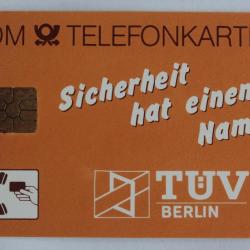 OM TELEFONKARTE
Sicherheit
hat einen
Nam
TÜV
BERLIN